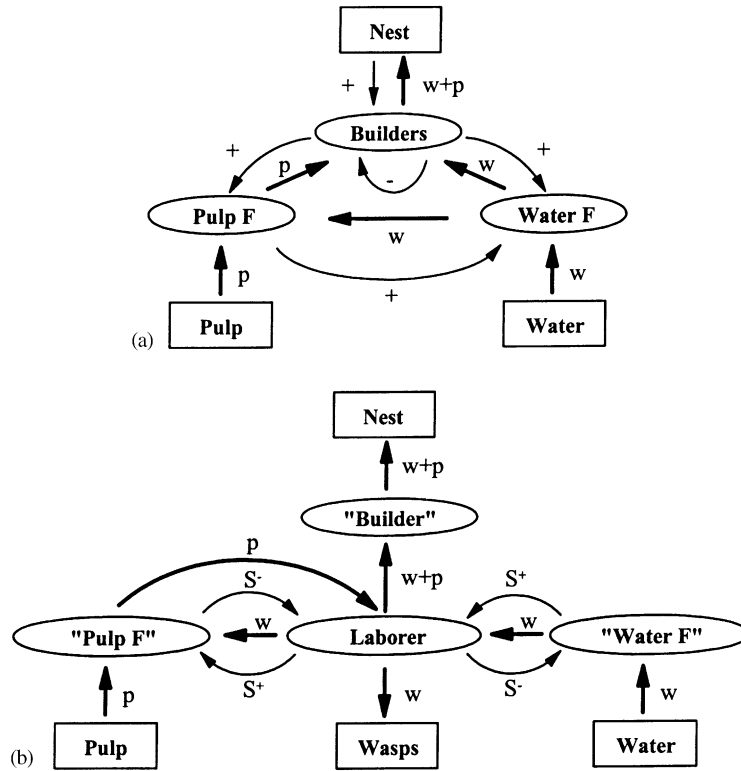 Nest
+ w+p
Builders
+ +
p - w
Pulp F Water F
w
p + w
Pulp Water
(a)
Nest
w+p
"Builder"
p
w+p
S- S+
w w
"Pulp F" Laborer "Water F"
S+ S-
p w w
Pulp Wasps Water
(b)